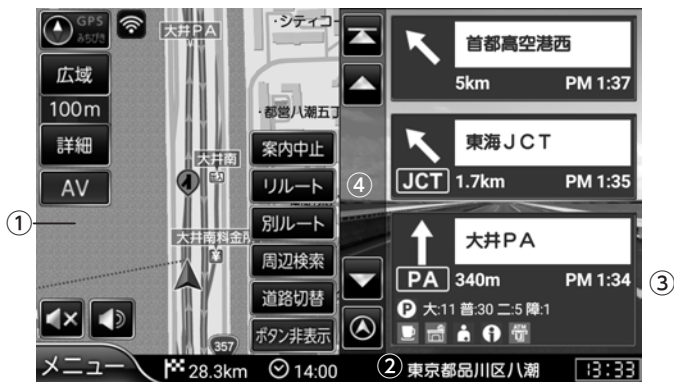 GPS
みちびき
広域
100m
詳細
AV
①
メニュー
大井PA
・シティコー
・都営八潮五丁
大井南
大井南料金所
357
案内中止
リルート
別ルート
周辺検索
道路切替
ボタン非表示
28.3km
14:00
④
首都高空港西
5km PM 1:37
東海JCT
JCT 1.7km PM 1:35
大井PA
PA 340m PM 1:34
P 大:11 普:30 二:5 障:1
ATM
③
② 東京都品川区八潮
13:33